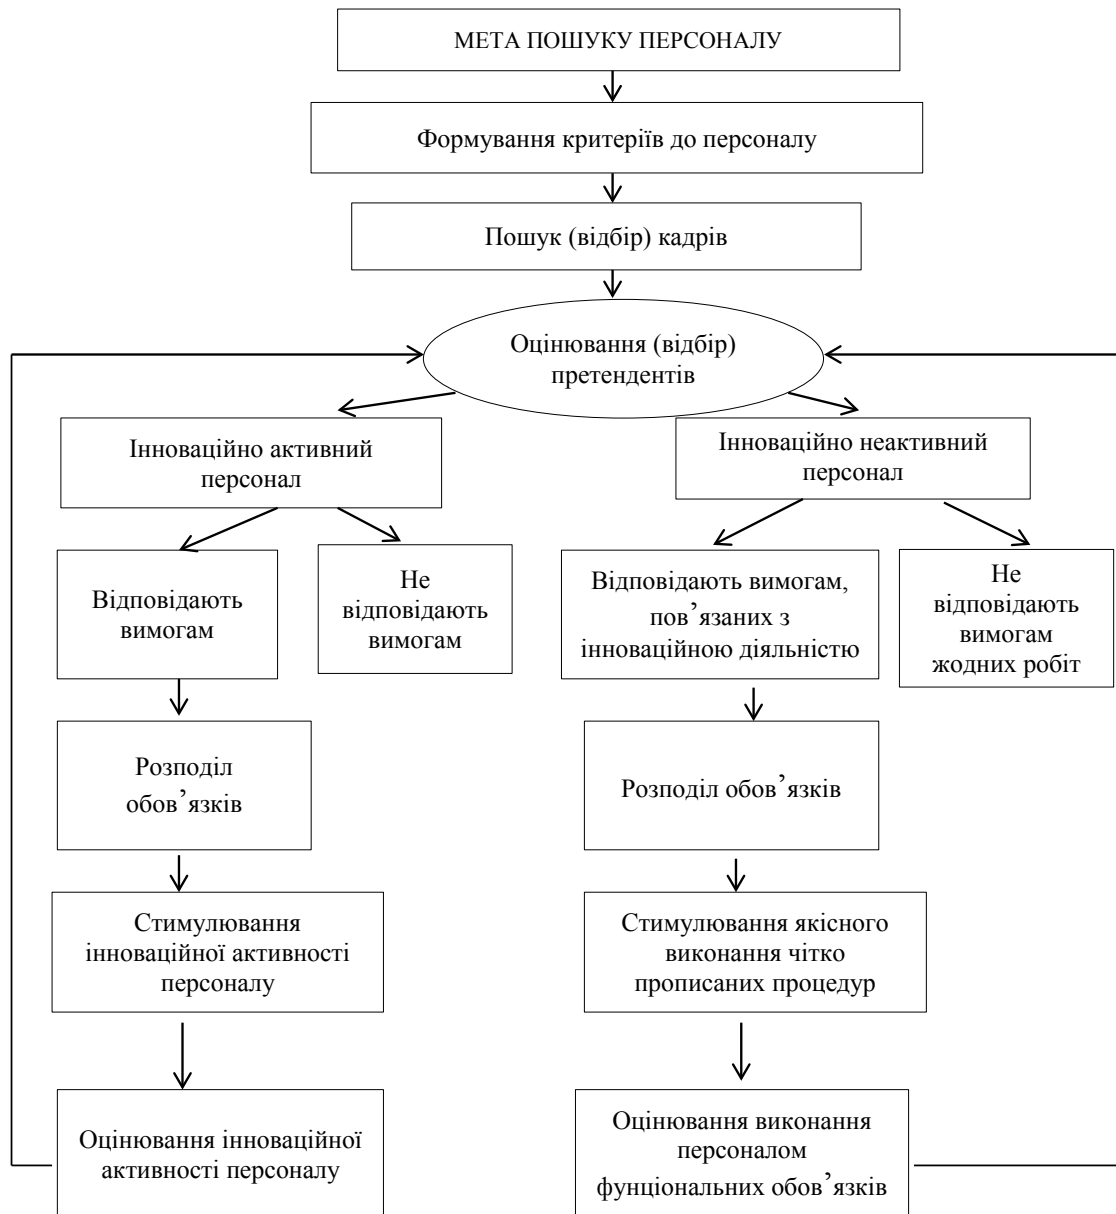 МЕТА ПОШУКУ ПЕРСОНАЛУ
Формування критеріїв до персоналу
Пошук (відбір) кадрів
Оцінювання (відбір)
претендентів
Інноваційно активний
персонал
Інноваційно неактивний
персонал
Відповідають
вимогам
Не
відповідають
вимогам
Відповідають вимогам,
пов’язаних з
інноваційною діяльністю
Не
відповідають
вимогам
жодних робіт
Розподіл
обов’язків
Розподіл обов’язків
Стимулювання
інноваційної активності
персоналу
Стимулювання якісного
виконання чітко
прописаних процедур
Оцінювання інноваційної
активності персоналу
Оцінювання виконання
персоналом
фунціональних обов’язків